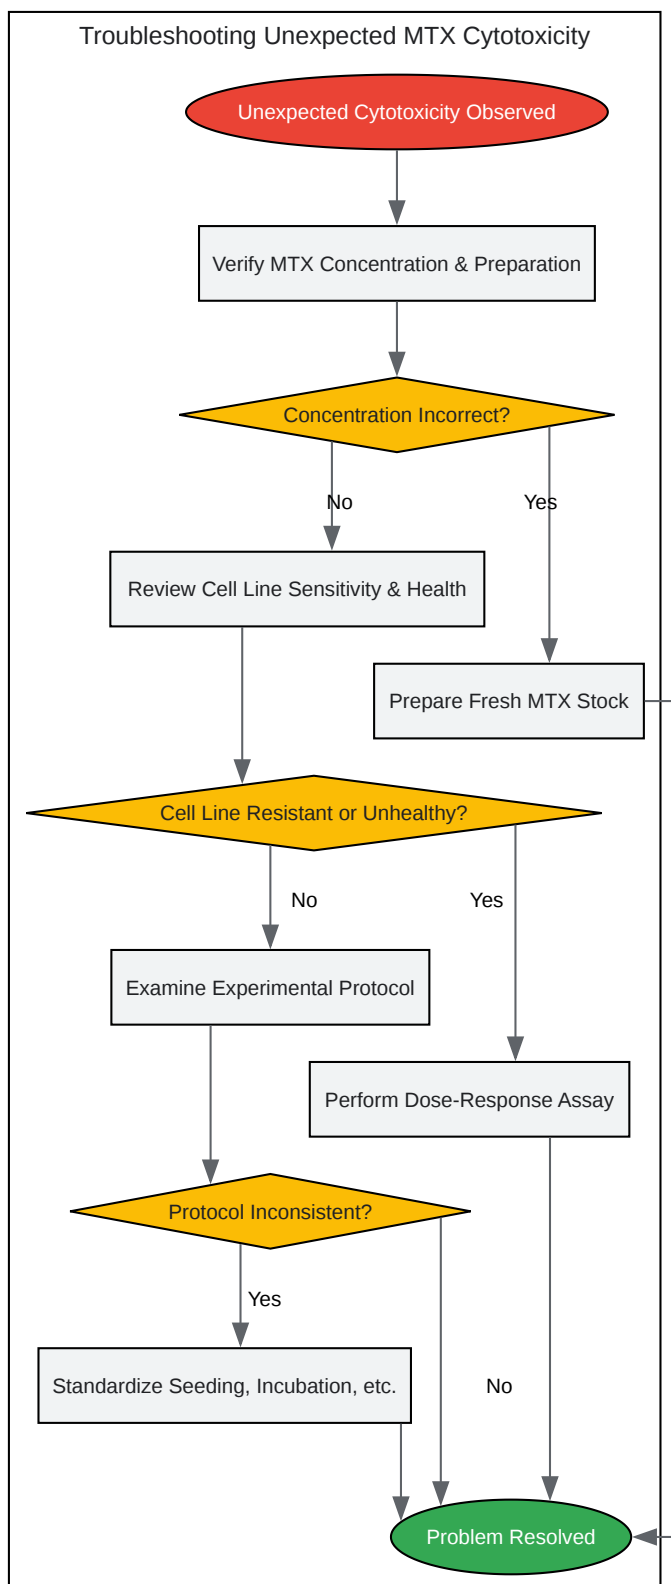 Troubleshooting Unexpected MTX Cytotoxicity
Unexpected Cytotoxicity Observed
Verify MTX Concentration & Preparation
Concentration Incorrect?
No
Yes
Review Cell Line Sensitivity & Health
Prepare Fresh MTX Stock
Cell Line Resistant or Unhealthy?
No
Yes
Examine Experimental Protocol
Perform Dose-Response Assay
Protocol Inconsistent?
Yes
Standardize Seeding, Incubation, etc.
No
Problem Resolved